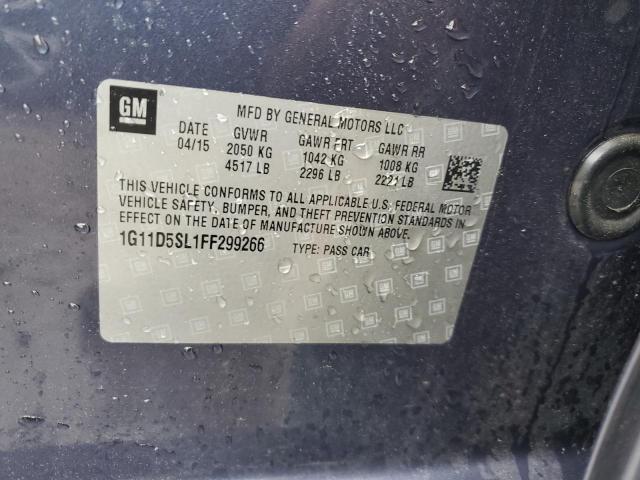 GM
MFD BY GENERAL MOTORS LLC
DATE GVWR GAWR FRT GAWR RR
04/15 2050 KG 1042 KG 1008 KG
4517 LB 2296 LB 2221 LB
THIS VEHICLE CONFORMS TO ALL APPLICABLE U.S. FEDERAL MOTOR
VEHICLE SAFETY, BUMPER, AND THEFT PREVENTION STANDARDS IN
EFFECT ON THE DATE OF MANUFACTURE SHOWN ABOVE.
1G11D5SL1FF299266 TYPE: PASS CAR